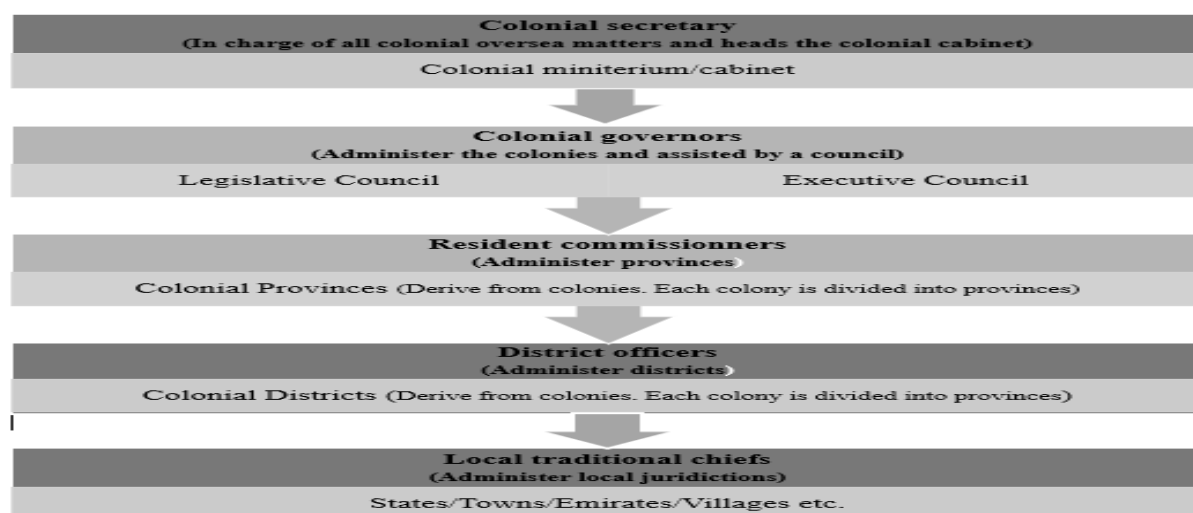 Colonial secretary
(In charge of all colonial oversea matters and heads the colonial cabinet)
Colonial miniterium/cabinet
Colonial governors
(Administer the colonies and assisted by a council)
Legislative Council
Executive Council
Resident commissionners
(Administer provinces)
Colonial Provinces (Derive from colonies. Each colony is divided into provinces)
District officers
(Administer districts)
Colonial Districts (Derive from colonies. Each colony is divided into provinces)
Local traditional chiefs
(Administer local juridictions)
States/Towns/Emirates/Villages etc.